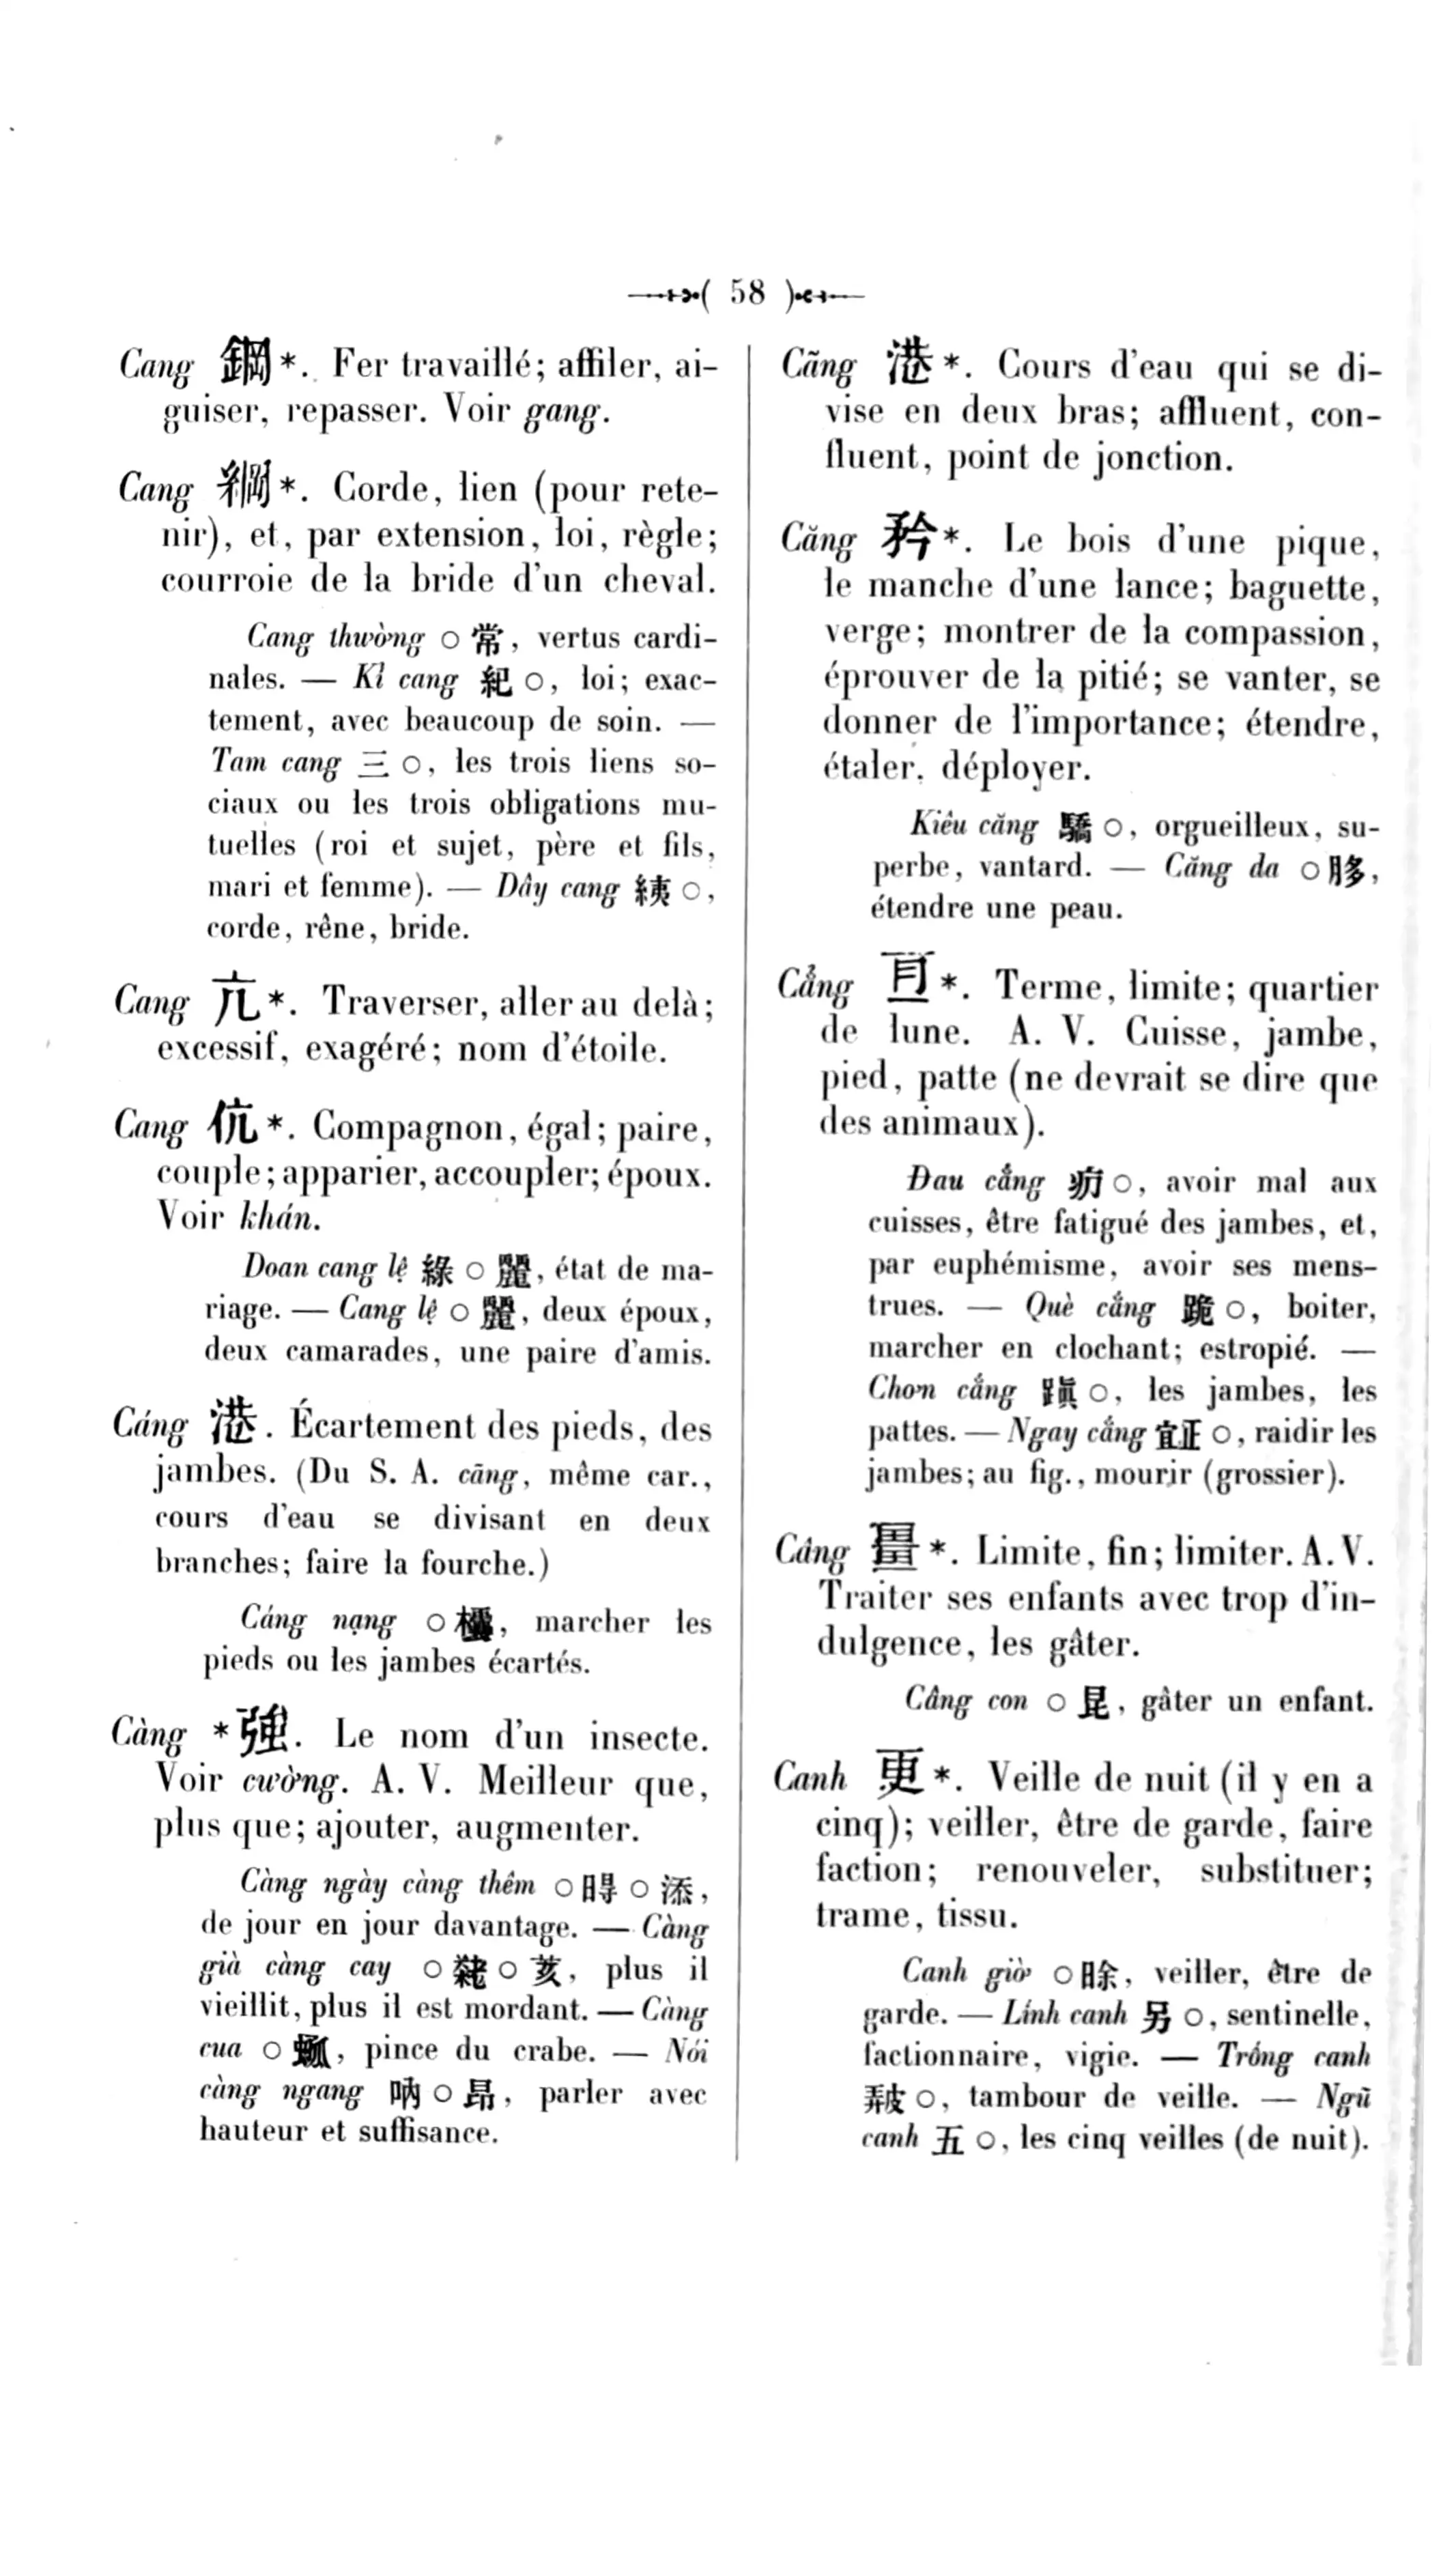 ( 58 )
Cang 鋼*. Fer travaillé; affiler, ai-
guiser, repasser. Voir gang.
Cang 綱*. Corde, lien (pour rete-
nir), et, par extension, loi, règle;
courroie de la bride d'un cheval.
Cang thường ○ 常, vertus cardi-
nales. — Kỉ cang 紀 ○, loi; exac-
tement, avec beaucoup de soin. —
Tam cang 三 ○, les trois liens so-
ciaux ou les trois obligations mu-
tuelles (roi et sujet, père et fils,
mari et femme). — Dây cang ○,
corde, rêne, bride.
Cang 亢*. Traverser, aller au delà;
excessif, exagéré; nom d'étoile.
Cang 伉*. Compagnon, égal; paire,
couple; apparier, accoupler; époux.
Voir khán.
Doan cang lệ 緣 ○ 麗, état de ma-
riage. — Cang lệ ○ 麗, deux époux,
deux camarades, une paire d'amis.
Cáng 港. Écartement des pieds, des
jambes. (Du S. A. cãng, même car.,
cours d'eau se divisant en deux
branches; faire la fourche.)
Cáng nạng ○, marcher les
pieds ou les jambes écartés.
Càng *強. Le nom d'un insecte.
Voir cường. A. V. Meilleur que,
plus que; ajouter, augmenter.
Càng ngày càng thêm ○ ○ 添,
de jour en jour davantage. — Càng
già càng cay ○ ○ 荄, plus il
vieillit, plus il est mordant. — Càng
cua ○, pince du crabe. — Nói
càng ngang 吶 ○ 昂, parler avec
hauteur et suffisance.
Cãng 港*. Cours d'eau qui se di-
vise en deux bras; affluent, con-
fluent, point de jonction.
Căng 矜*. Le bois d'une pique,
le manche d'une lance; baguette,
verge; montrer de la compassion,
éprouver de la pitié; se vanter, se
donner de l'importance; étendre,
étaler, déployer.
Kiêu căng 驕 ○, orgueilleux, su-
perbe, vantard. — Căng da ○,
étendre une peau.
Cẳng *. Terme, limite; quartier
de lune. A. V. Cuisse, jambe,
pied, patte (ne devrait se dire que
des animaux).
Đau cẳng ○, avoir mal aux
cuisses, être fatigué des jambes, et,
par euphémisme, avoir ses mens-
trues. — Què cẳng 跪 ○, boiter,
marcher en clochant; estropié. —
Chơn cẳng ○, les jambes, les
pattes. — Ngay cẳng ○, raidir les
jambes; au fig., mourir (grossier).
Câng 畺*. Limite, fin; limiter. A. V.
Traiter ses enfants avec trop d'in-
dulgence, les gâter.
Câng con ○ 昆, gâter un enfant.
Canh 更*. Veille de nuit (il y en a
cinq); veiller, être de garde, faire
faction; renouveler, substituer;
trame, tissu.
Canh giờ ○, veiller, être de
garde. — Lính canh 另 ○, sentinelle,
factionnaire, vigie. — Trống canh
○, tambour de veille. — Ngũ
canh 五 ○, les cinq veilles (de nuit).